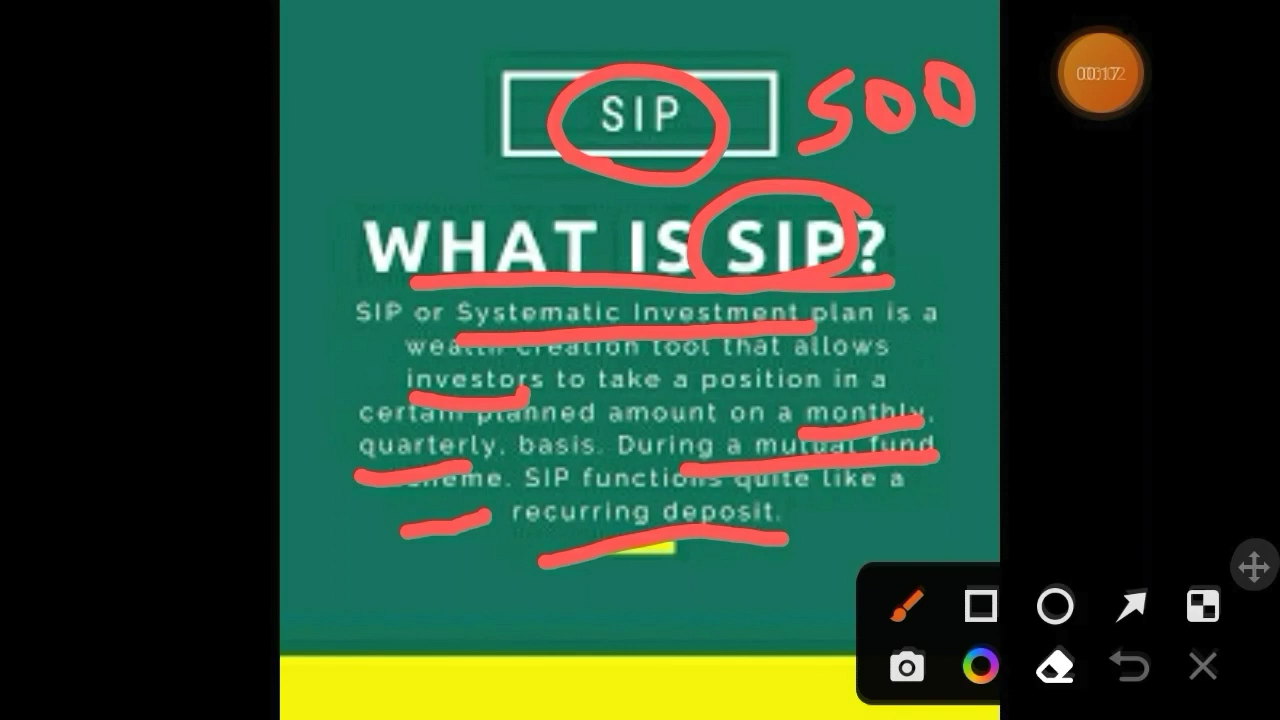 SIP
500
WHAT IS SIP?
SIP or Systematic Investment plan is a
wealth creation tool that allows
investors to take a position in a
certain planned amount on a monthly,
quarterly, basis. During a mutual fund
scheme. SIP functions quite like a
recurring deposit.